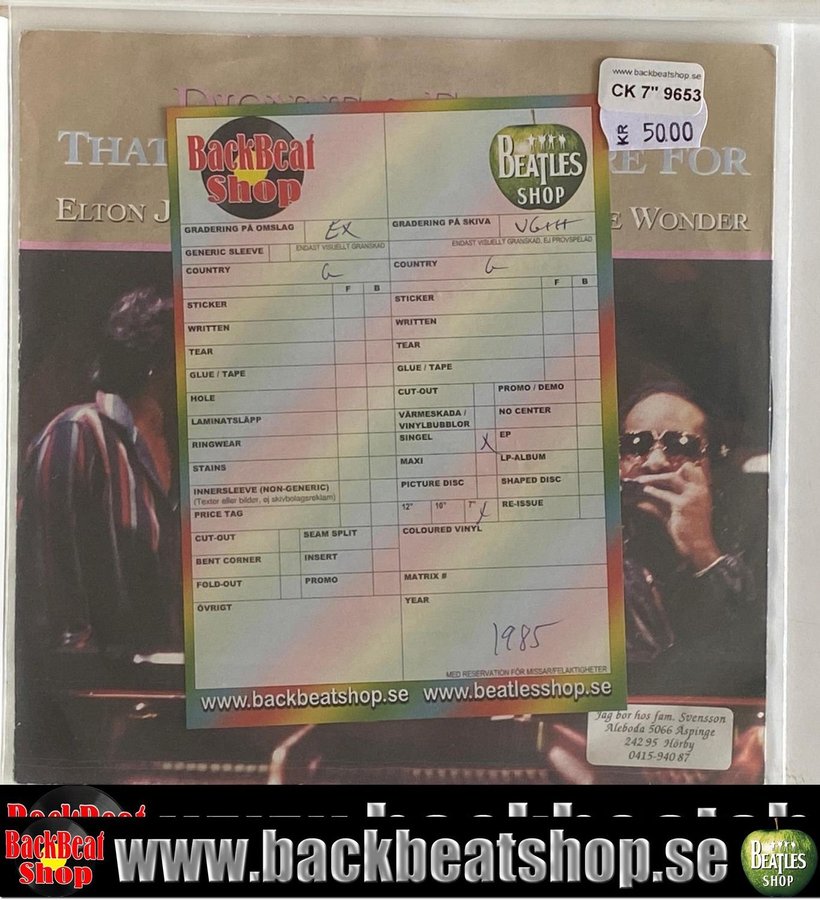 www.backbeatshop.se
CK 7" 9653
KR 50.00
THAT
RE FOR
ELTON J
E WONDER
BackBeat
Shop
BEATLES
SHOP
GRADERING PÅ OMSLAG EX
ENDAST VISUELLT GRANSKAD
GENERIC SLEEVE
COUNTRY G
F B
STICKER
WRITTEN
TEAR
GLUE / TAPE
HOLE
LAMINATSLÄPP
RINGWEAR
STAINS
INNERSLEEVE (NON-GENERIC)
(Texter eller bilder, ej skivbolagsreklam)
PRICE TAG
CUT-OUT SEAM SPLIT
BENT CORNER INSERT
FOLD-OUT PROMO
ÖVRIGT
GRADERING PÅ SKIVA VG++
ENDAST VISUELLT GRANSKAD, EJ PROVSPELAD
COUNTRY G
F B
STICKER
WRITTEN
TEAR
GLUE / TAPE
CUT-OUT PROMO / DEMO
VÄRMESKADA /
VINYLBUBBLOR NO CENTER
SINGEL X EP
MAXI LP-ALBUM
PICTURE DISC SHAPED DISC
12" 10" 7" X RE-ISSUE
COLOURED VINYL
MATRIX #
YEAR
1985
MED RESERVATION FÖR MISSAR/FELAKTIGHETER
www.backbeatshop.se www.beatlesshop.se
Jag bor hos fam. Svensson
Aleboda 5066 Äspinge
242 95 Hörby
0415-940 87
BackBeat
Shop
www.backbeatshop.se
BEATLES
SHOP